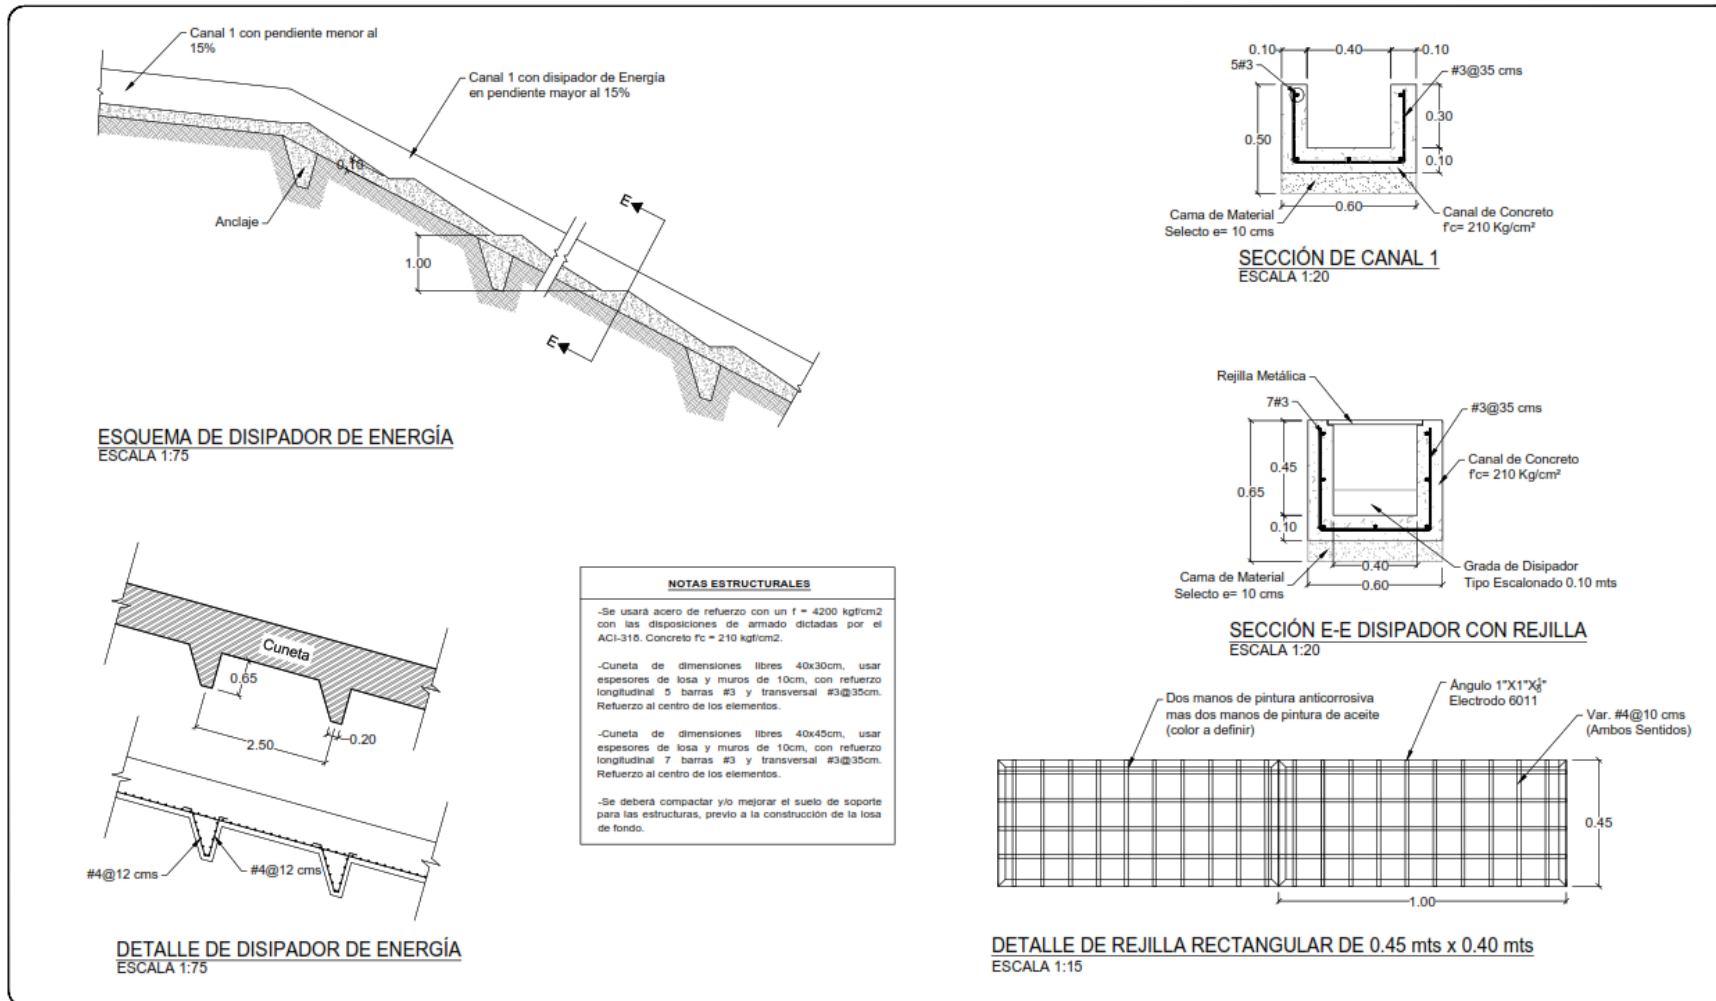 Canal 1 con pendiente menor al
15%
Canal 1 con disipador de Energía
en pendiente mayor al 15%
0.10
Anclaje
1.00
E
E
ESQUEMA DE DISIPADOR DE ENERGÍA
ESCALA 1:75
0.10
0.40
0.10
5#3
#3@35 cms
0.50
0.30
0.10
0.60
Cama de Material
Selecto e= 10 cms
Canal de Concreto
f'c= 210 Kg/cm²
SECCIÓN DE CANAL 1
ESCALA 1:20
Rejilla Metálica
7#3
#3@35 cms
0.45
0.65
0.10
Canal de Concreto
f'c= 210 Kg/cm²
0.40
0.60
Cama de Material
Selecto e= 10 cms
Grada de Disipador
Tipo Escalonado 0.10 mts
SECCIÓN E-E DISIPADOR CON REJILLA
ESCALA 1:20
Cuneta
0.65
2.50
0.20
#4@12 cms
#4@12 cms
DETALLE DE DISIPADOR DE ENERGÍA
ESCALA 1:75
NOTAS ESTRUCTURALES
-Se usará acero de refuerzo con un f = 4200 kgf/cm2
con las disposiciones de armado dictadas por el
ACI-318. Concreto f'c = 210 kgf/cm2.
-Cuneta de dimensiones libres 40x30cm, usar
espesores de losa y muros de 10cm, con refuerzo
longitudinal 5 barras #3 y transversal #3@35cm.
Refuerzo al centro de los elementos.
-Cuneta de dimensiones libres 40x45cm, usar
espesores de losa y muros de 10cm, con refuerzo
longitudinal 7 barras #3 y transversal #3@35cm.
Refuerzo al centro de los elementos.
-Se deberá compactar y/o mejorar el suelo de soporte
para las estructuras, previo a la construcción de la losa
de fondo.
Dos manos de pintura anticorrosiva
mas dos manos de pintura de aceite
(color a definir)
Ángulo 1"X1"X
Electrodo 6011
Var. #4@10 cms
(Ambos Sentidos)
0.45
1.00
DETALLE DE REJILLA RECTANGULAR DE 0.45 mts x 0.40 mts
ESCALA 1:15